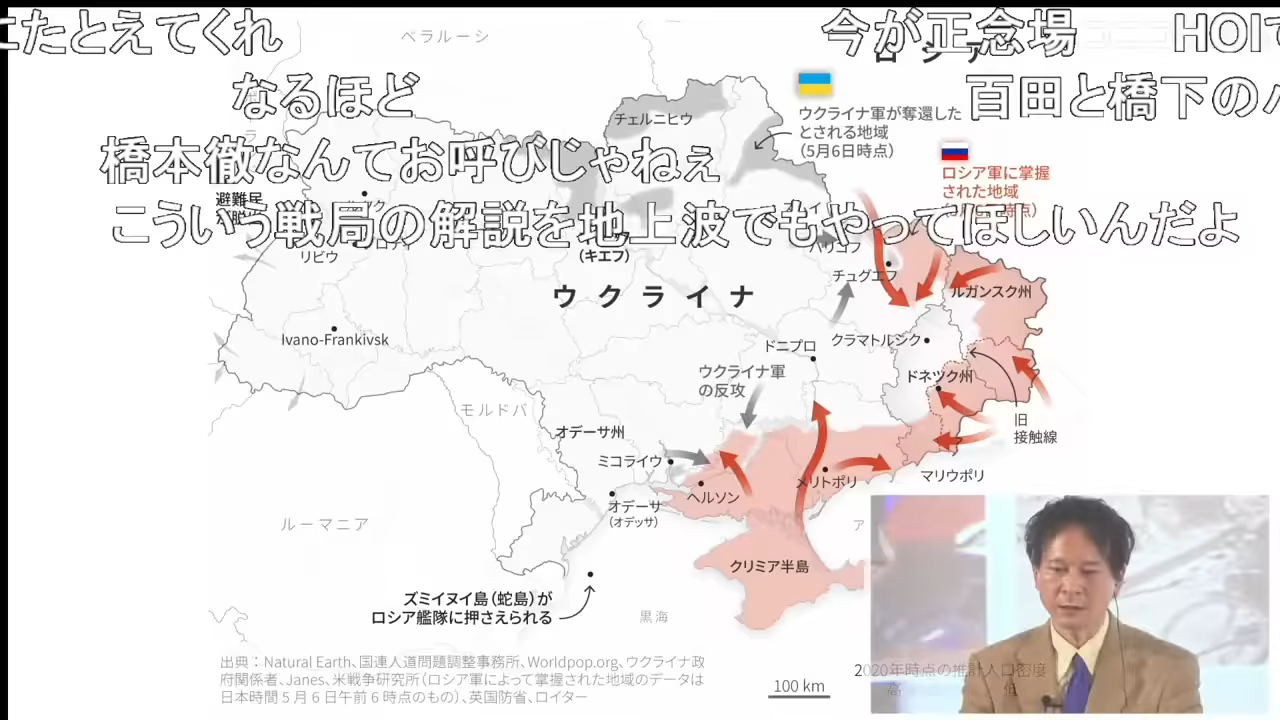 にたとえてくれ
今が正念場
HOIで
ベラルーシ
ロシア
なるほど
百田と橋下の
チェルニヒウ
ウクライナ軍が奪還した
とされる地域
(5月6日時点)
橋本徹なんてお呼びじゃねぇ
ロシア軍に掌握
された地域
避難民
こういう戦局の解説を地上波でもやってほしいんだよ
リビウ
(キエフ)
チュグエフ
ウクライナ
ルガンスク州
Ivano-Frankivsk
ドニプロ
クラマトルシク
ウクライナ軍
の反攻
ドネツク州
モルドバ
旧
接触線
オデーサ州
ミコライウ
メリトポリ
マリウポリ
ヘルソン
オデーサ
(オデッサ)
ルーマニア
ア
クリミア半島
ズミイヌイ島(蛇島)が
ロシア艦隊に押さえられる
黒海
出典:Natural Earth、国連人道問題調整事務所、Worldpop.org、ウクライナ政
府関係者、Janes、米戦争研究所(ロシア軍によって掌握された地域のデータは
日本時間5月6日午前6時点のもの)、英国防省、ロイター
100 km
2020年時点の推計人口密度
高
低